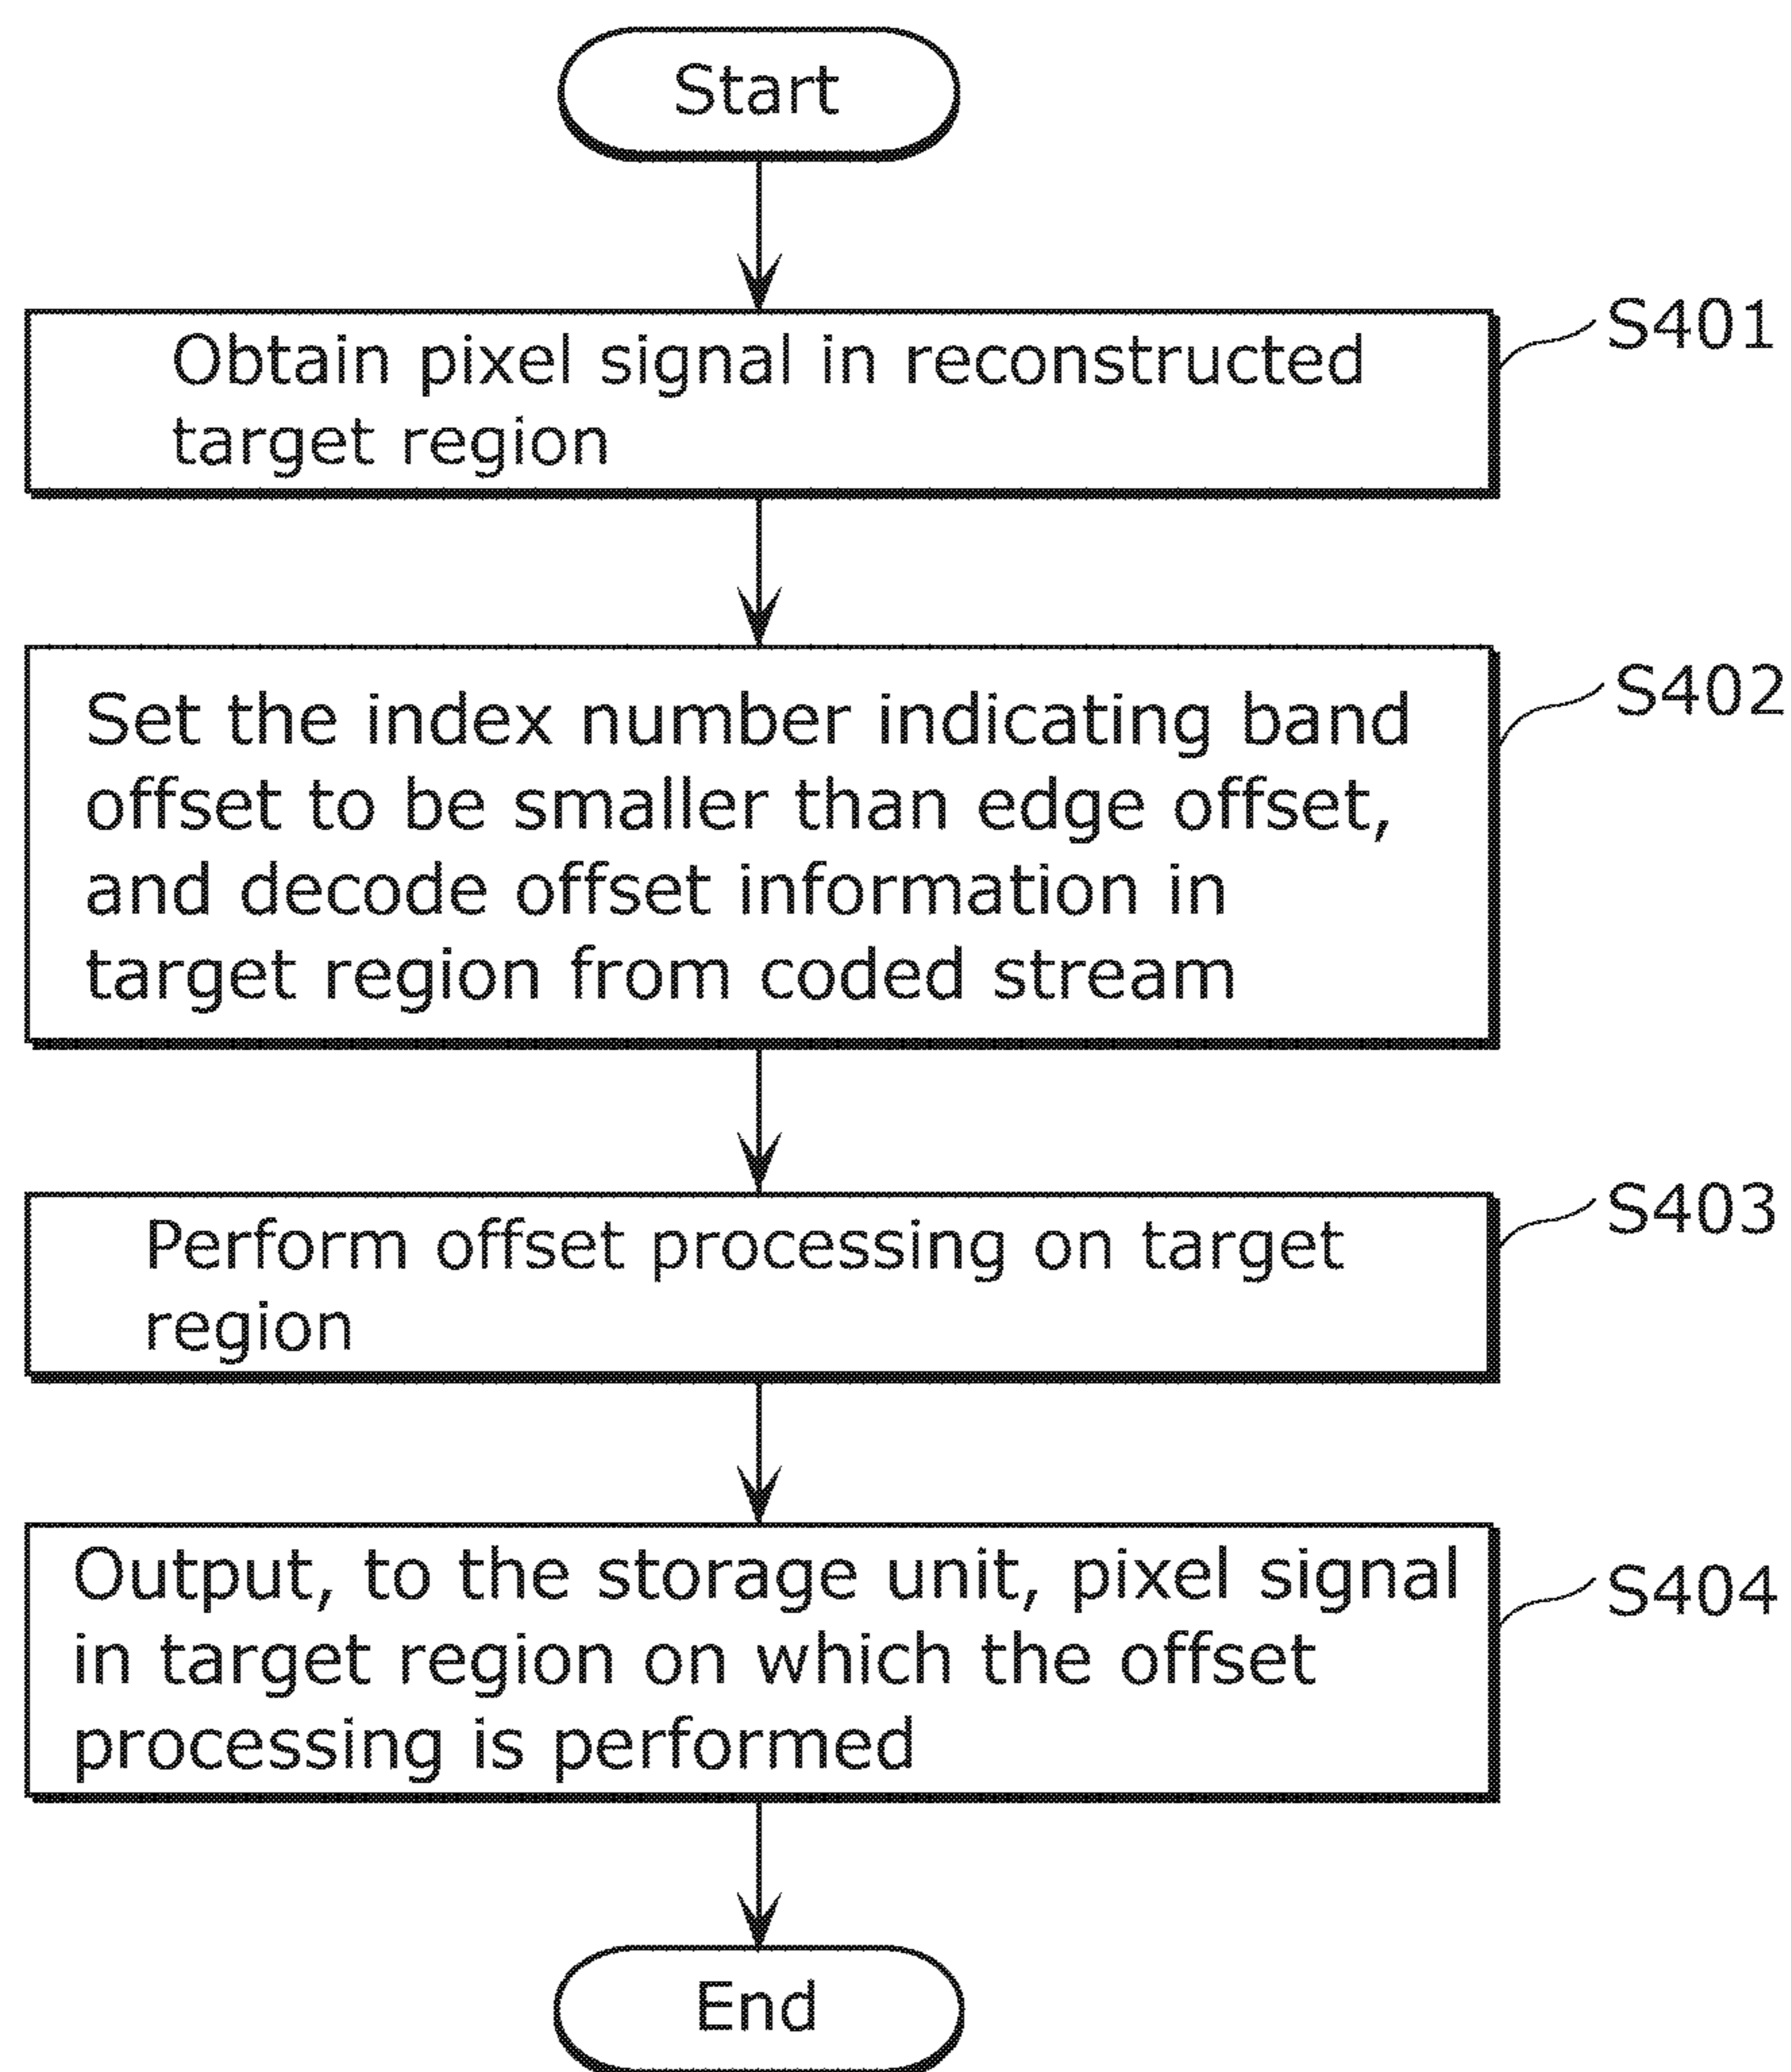 Start
Obtain pixel signal in reconstructed
target region
S401
Set the index number indicating band
offset to be smaller than edge offset,
and decode offset information in
target region from coded stream
S402
Perform offset processing on target
region
S403
Output, to the storage unit, pixel signal
in target region on which the offset
processing is performed
S404
End